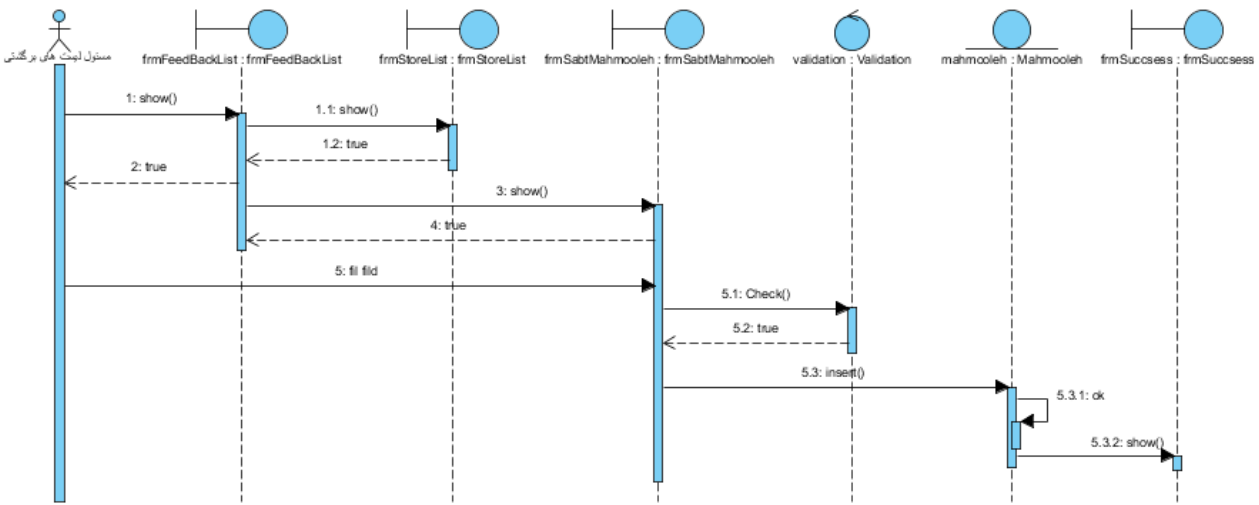 مسئول لیست های برگشتی
frmFeedBackList : frmFeedBackList
frmStoreList : frmStoreList
frmSabtMahmooleh : frmSabtMahmooleh
validation : Validation
mahmooleh : Mahmooleh
frmSuccsess : frmSuccsess
1: show()
1.1: show()
1.2: true
2: true
3: show()
4: true
5: fil fild
5.1: Check()
5.2: true
5.3: insert()
5.3.1: ok
5.3.2: show()